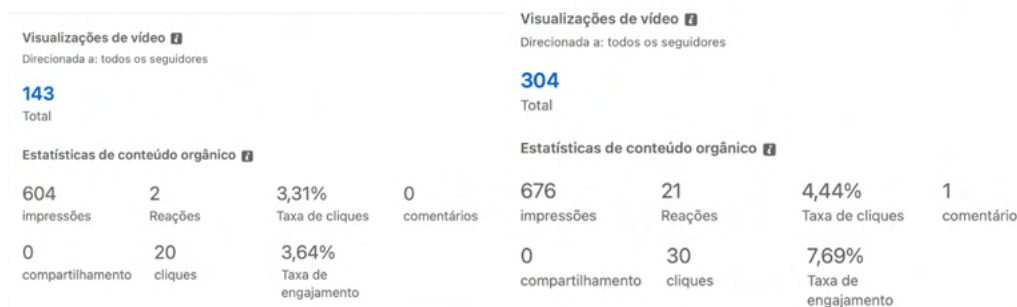 Visualizações de vídeo
Direcionada a: todos os seguidores
143
Total
Estatísticas de conteúdo orgânico
604
impressões
2
Reações
3,31%
Taxa de cliques
0
comentários
0
compartilhamento
20
cliques
3,64%
Taxa de
engajamento
Visualizações de vídeo
Direcionada a: todos os seguidores
304
Total
Estatísticas de conteúdo orgânico
676
impressões
21
Reações
4,44%
Taxa de cliques
1
comentário
0
compartilhamento
30
cliques
7,69%
Taxa de
engajamento